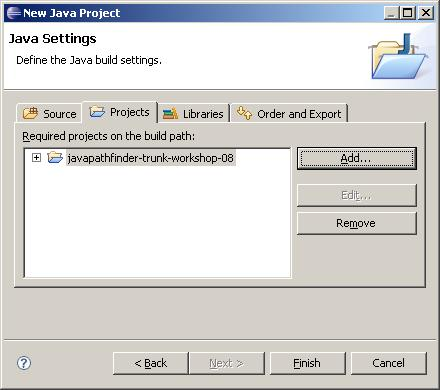 New Java Project
Java Settings
Define the Java build settings.
Source Projects Libraries Order and Export
Required projects on the build path:
javapathfinder-trunk-workshop-08
Add...
Edit...
Remove
< Back Next > Finish Cancel